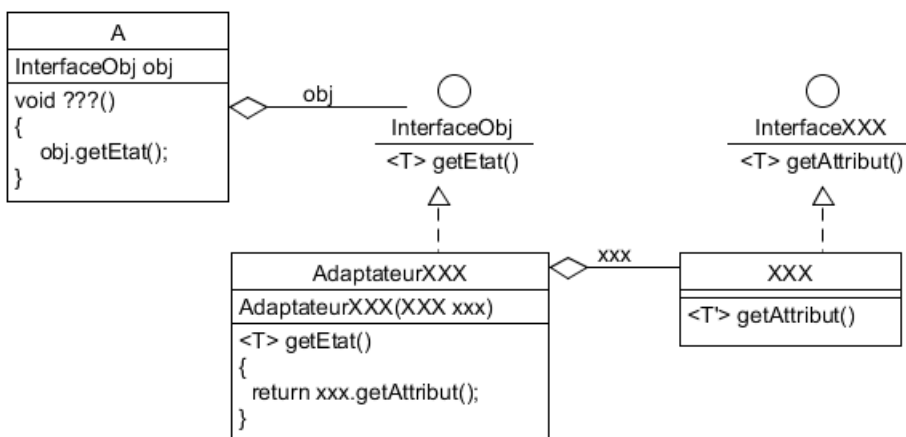 A
InterfaceObj obj
void ???()
{
obj.getEtat();
}
obj
InterfaceObj
<T> getEtat()
InterfaceXXX
<T> getAttribut()
AdaptateurXXX
AdaptateurXXX(XXX xxx)
<T> getEtat()
{
return xxx.getAttribut();
}
xxx
XXX
<T'> getAttribut()